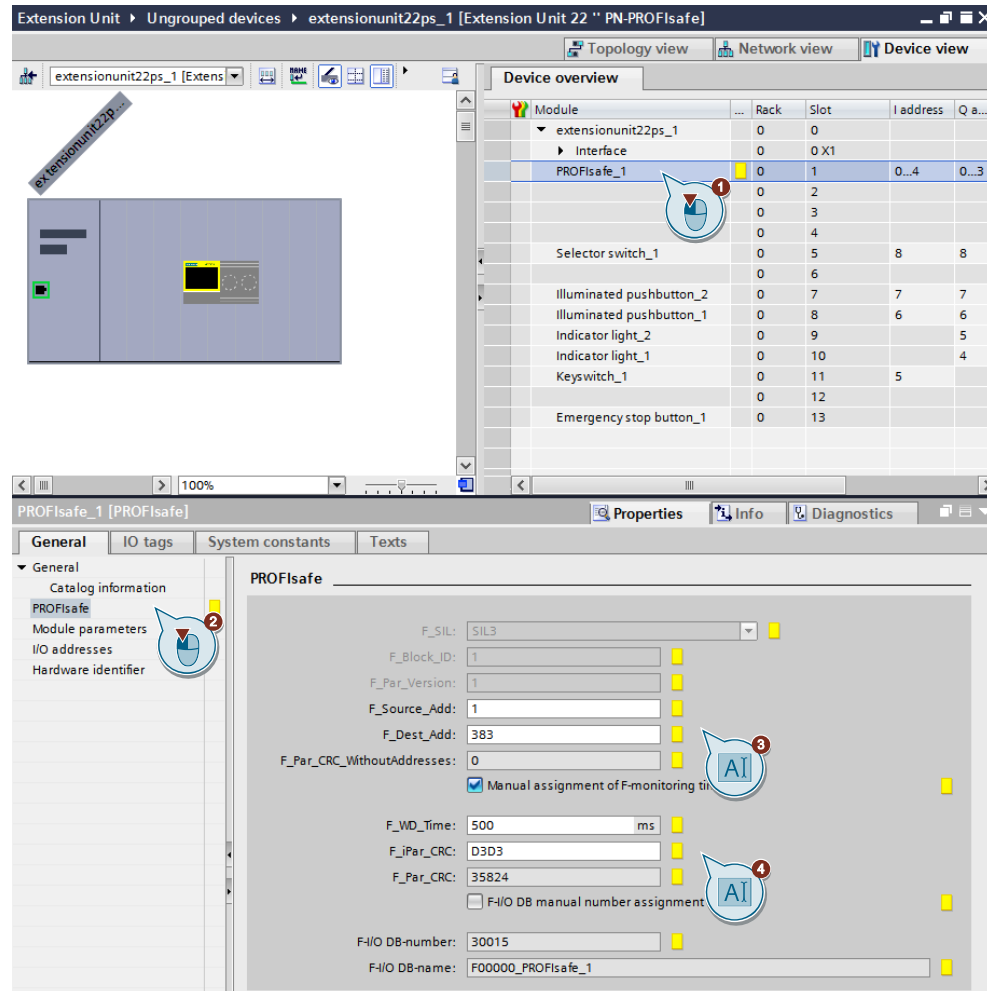 Extension Unit ▸ Ungrouped devices ▸ extensionunit22ps_1 [Extension Unit 22 '' PN-PROFIsafe]
Topology view Network view Device view
extensionunit22ps_1 [Extens
Device overview
extensionunit22p...
Module ... Rack Slot I address Q a...
extensionunit22ps_1 0 0
Interface 0 0 X1
PROFIsafe_1 0 1 0...4 0...3
1
0 2
0 3
0 4
Selector switch_1 0 5 8 8
0 6
Illuminated pushbutton_2 0 7 7 7
Illuminated pushbutton_1 0 8 6 6
Indicator light_2 0 9 5
Indicator light_1 0 10 4
Keyswitch_1 0 11 5
0 12
Emergency stop button_1 0 13
100%
PROFIsafe_1 [PROFIsafe]
Properties Info Diagnostics
General IO tags System constants Texts
General
Catalog information
PROFIsafe
2
Module parameters
I/O addresses
Hardware identifier
PROFIsafe
F_SIL: SIL3
F_Block_ID: 1
F_Par_Version: 1
F_Source_Add: 1
F_Dest_Add: 383
3
AI
F_Par_CRC_WithoutAddresses: 0
Manual assignment of F-monitoring
F_WD_Time: 500 ms
F_iPar_CRC: D3D3
F_Par_CRC: 35824
4
AI
F-I/O DB manual number assignment
F-I/O DB-number: 30015
F-I/O DB-name: F00000_PROFIsafe_1